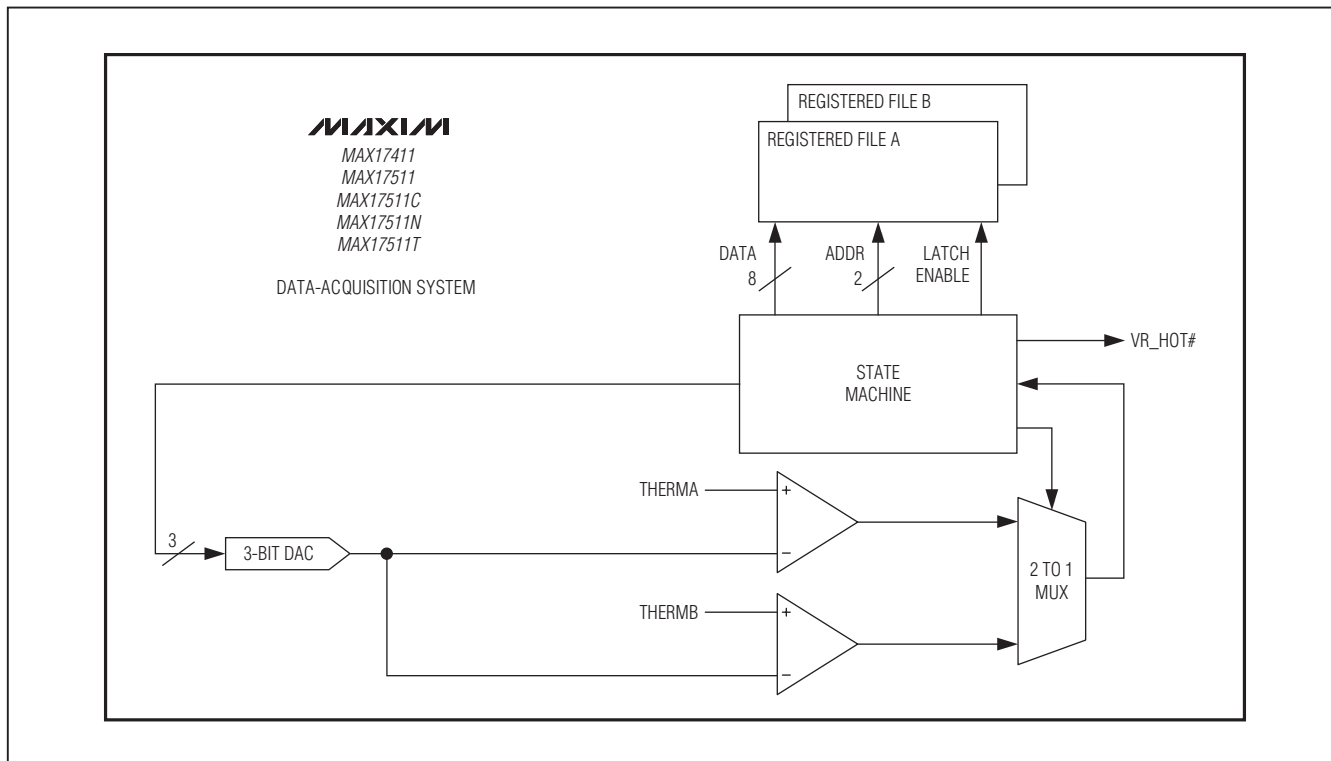 MAXIM
MAX17411
MAX17511
MAX17511C
MAX17511N
MAX17511T
DATA-ACQUISITION SYSTEM
REGISTERED FILE B
REGISTERED FILE A
DATA
8
ADDR
2
LATCH
ENABLE
STATE
MACHINE
VR_HOT#
THERMA
+
−
3
3-BIT DAC
THERMB
+
−
2 TO 1
MUX